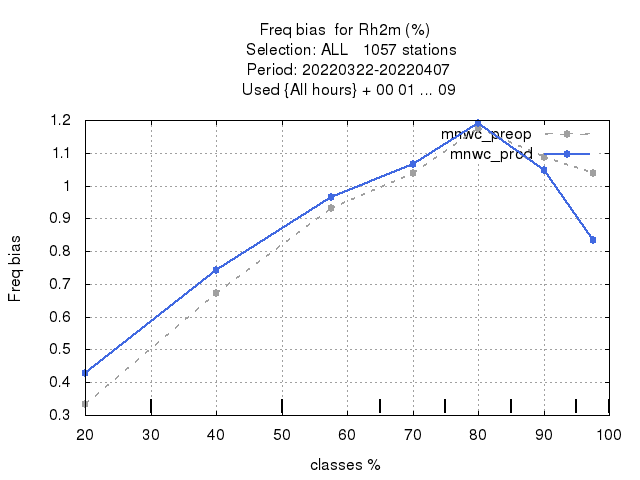 Freq bias  for Rh2m (%)
Selection: ALL   1057 stations
Period: 20220322-20220407
Used {All hours} + 00 01 ... 09
1.2
mnwc_preop
mnwc_prod
1.1
1
0.9
0.8
0.7
0.6
0.5
0.4
0.3
Freq bias
20 30 40 50 60 70 80 90 100
classes %